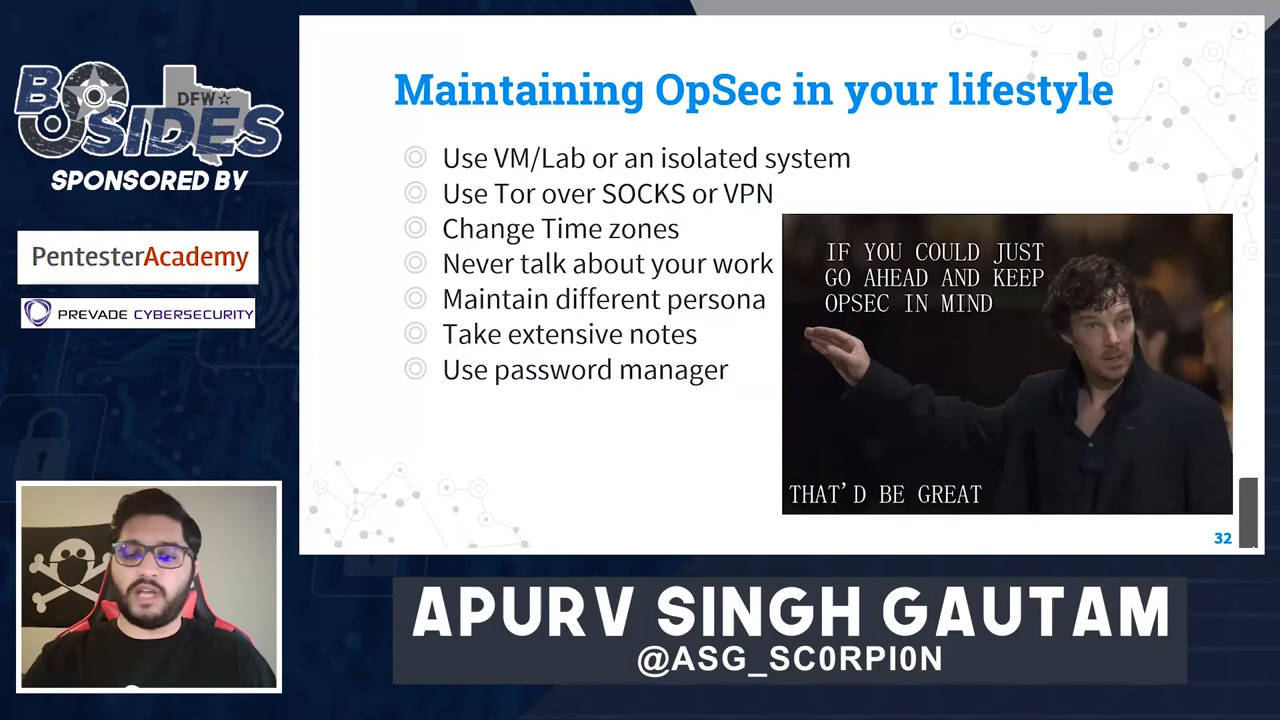 BSIDES
DFW
SPONSORED BY
PentesterAcademy
PREVADE CYBERSECURITY
Maintaining OpSec in your lifestyle
Use VM/Lab or an isolated system
Use Tor over SOCKS or VPN
Change Time zones
Never talk about your work
Maintain different persona
Take extensive notes
Use password manager
IF YOU COULD JUST
GO AHEAD AND KEEP
OPSEC IN MIND
THAT'D BE GREAT
32
APURV SINGH GAUTAM
@ASG_SC0RPI0N